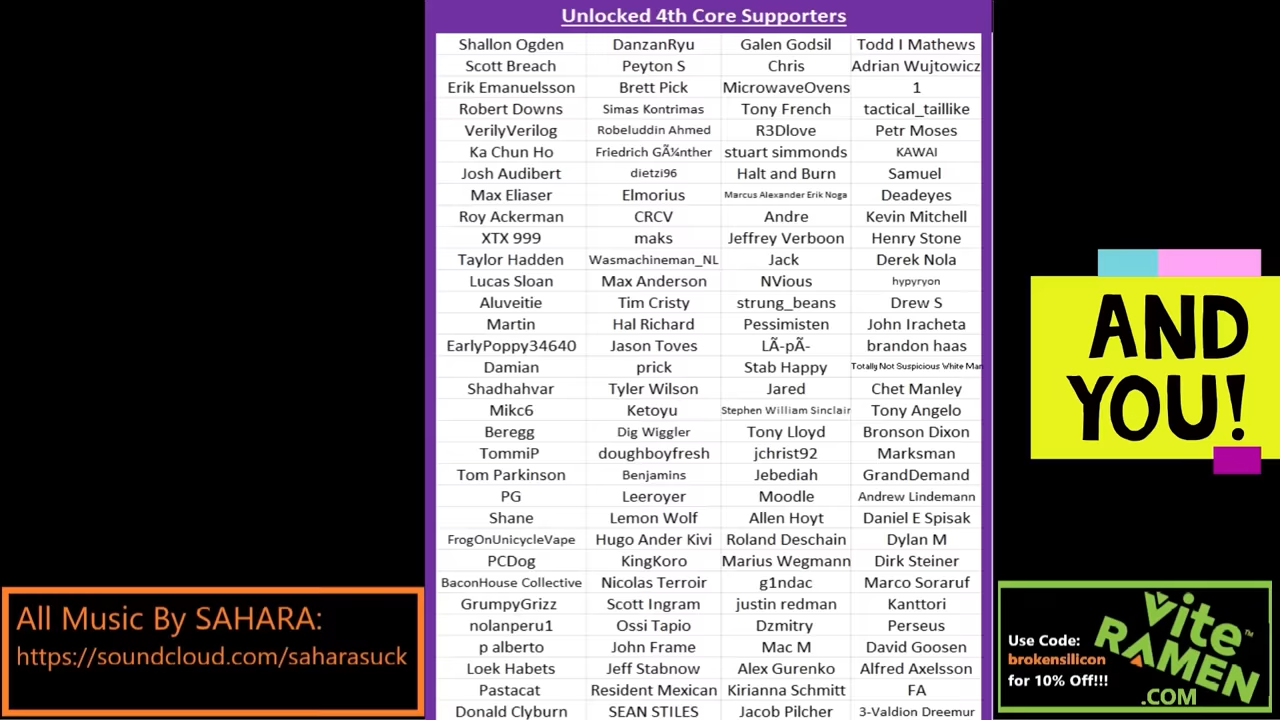 Unlocked 4th Core Supporters
Shallon Ogden DanzanRyu Galen Godsil Todd I Mathews
Scott Breach Peyton S Chris Adrian Wujtowicz
Erik Emanuelsson Brett Pick MicrowaveOvens 1
Robert Downs Simas Kontrimas Tony French tactical_taillike
VerilyVerilog Robeluddin Ahmed R3Dlove Petr Moses
Ka Chun Ho Friedrich GÃ¼nther stuart simmonds KAWAI
Josh Audibert dietzi96 Halt and Burn Samuel
Max Eliaser Elmorius Marcus Alexander Erik Noga Deadeyes
Roy Ackerman CRCV Andre Kevin Mitchell
XTX 999 maks Jeffrey Verboon Henry Stone
Taylor Hadden Wasmachineman_NL Jack Derek Nola
Lucas Sloan Max Anderson NVious hypyryon
Aluveitie Tim Cristy strung_beans Drew S
Martin Hal Richard Pessimisten John Iracheta
EarlyPoppy34640 Jason Toves LÃ-pÃ- brandon haas
Damian prick Stab Happy Totally Not Suspicious White Man
Shadhahvar Tyler Wilson Jared Chet Manley
Mikc6 Ketoyu Stephen William Sinclair Tony Angelo
Beregg Dig Wiggler Tony Lloyd Bronson Dixon
TommiP doughboyfresh jchrist92 Marksman
Tom Parkinson Benjamins Jebediah GrandDemand
PG Leeroyer Moodle Andrew Lindemann
Shane Lemon Wolf Allen Hoyt Daniel E Spisak
FrogOnUnicycleVape Hugo Ander Kivi Roland Deschain Dylan M
PCDog KingKoro Marius Wegmann Dirk Steiner
BaconHouse Collective Nicolas Terroir g1ndac Marco Soraruf
GrumpyGrizz Scott Ingram justin redman Kanttori
nolanperu1 Ossi Tapio Dzmitry Perseus
p alberto John Frame Mac M David Goosen
Loek Habets Jeff Stabnow Alex Gurenko Alfred Axelsson
Pastacat Resident Mexican Kirianna Schmitt FA
Donald Clyburn SEAN STILES Jacob Pilcher 3-Valdion Dreemur
AND
YOU!
All Music By SAHARA:
https://soundcloud.com/saharasuck
Use Code:
brokensilicon
for 10% Off!!!
Vite
RAMEN™
.COM